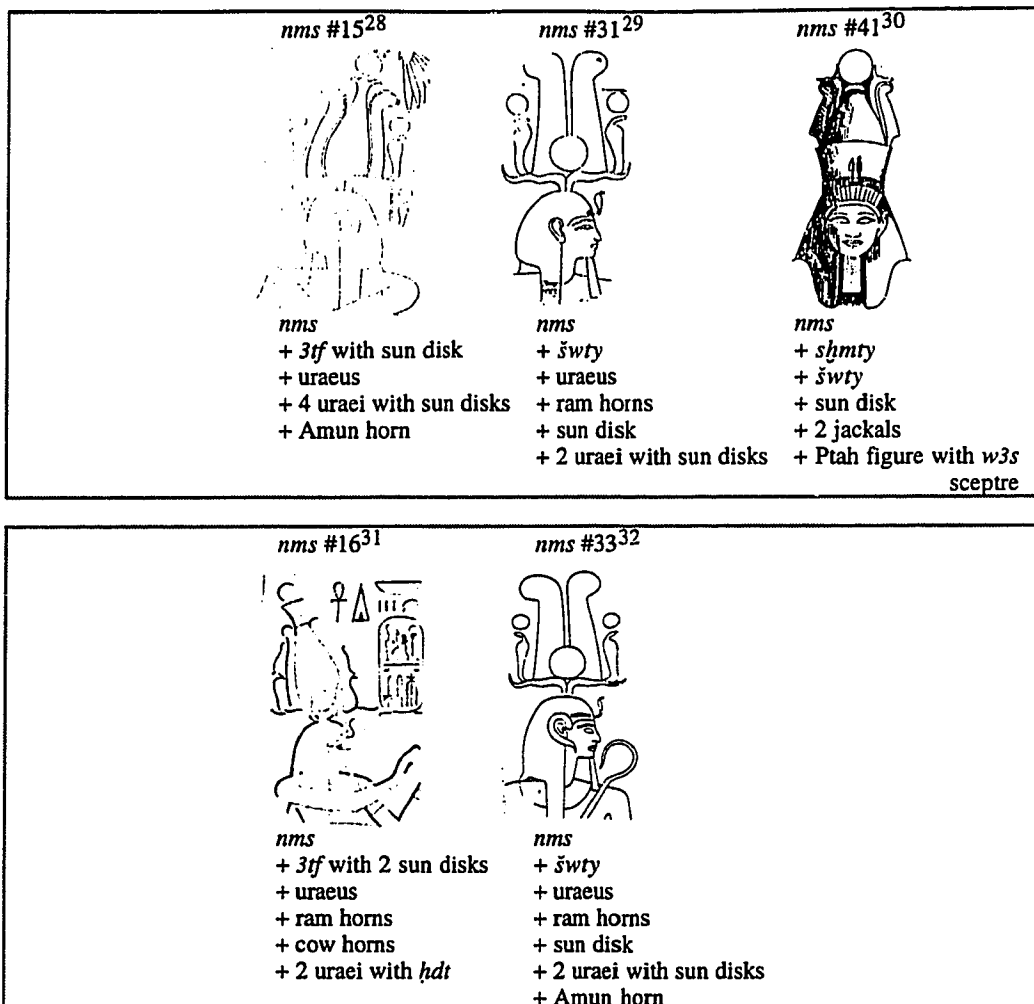 nms #15²⁸
nms
+ 3tf with sun disk
+ uraeus
+ 4 uraei with sun disks
+ Amun horn
nms #31²⁹
nms
+ šwty
+ uraeus
+ ram horns
+ sun disk
+ 2 uraei with sun disks
nms #41³⁰
nms
+ sḫmty
+ šwty
+ sun disk
+ 2 jackals
+ Ptah figure with w3s
sceptre
nms #16³¹
nms
+ 3tf with 2 sun disks
+ uraeus
+ ram horns
+ cow horns
+ 2 uraei with ḥdt
nms #33³²
nms
+ šwty
+ uraeus
+ ram horns
+ sun disk
+ 2 uraei with sun disks
+ Amun horn